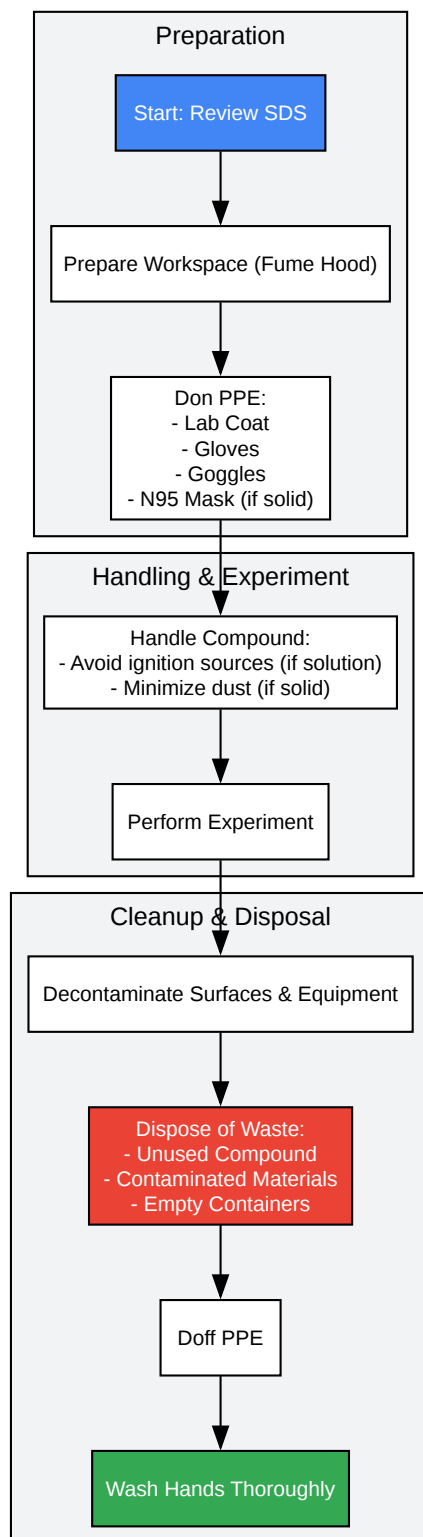 Preparation
Start: Review SDS
Prepare Workspace (Fume Hood)
Don PPE:
- Lab Coat
- Gloves
- Goggles
- N95 Mask (if solid)
Handling & Experiment
Handle Compound:
- Avoid ignition sources (if solution)
- Minimize dust (if solid)
Perform Experiment
Cleanup & Disposal
Decontaminate Surfaces & Equipment
Dispose of Waste:
- Unused Compound
- Contaminated Materials
- Empty Containers
Doff PPE
Wash Hands Thoroughly